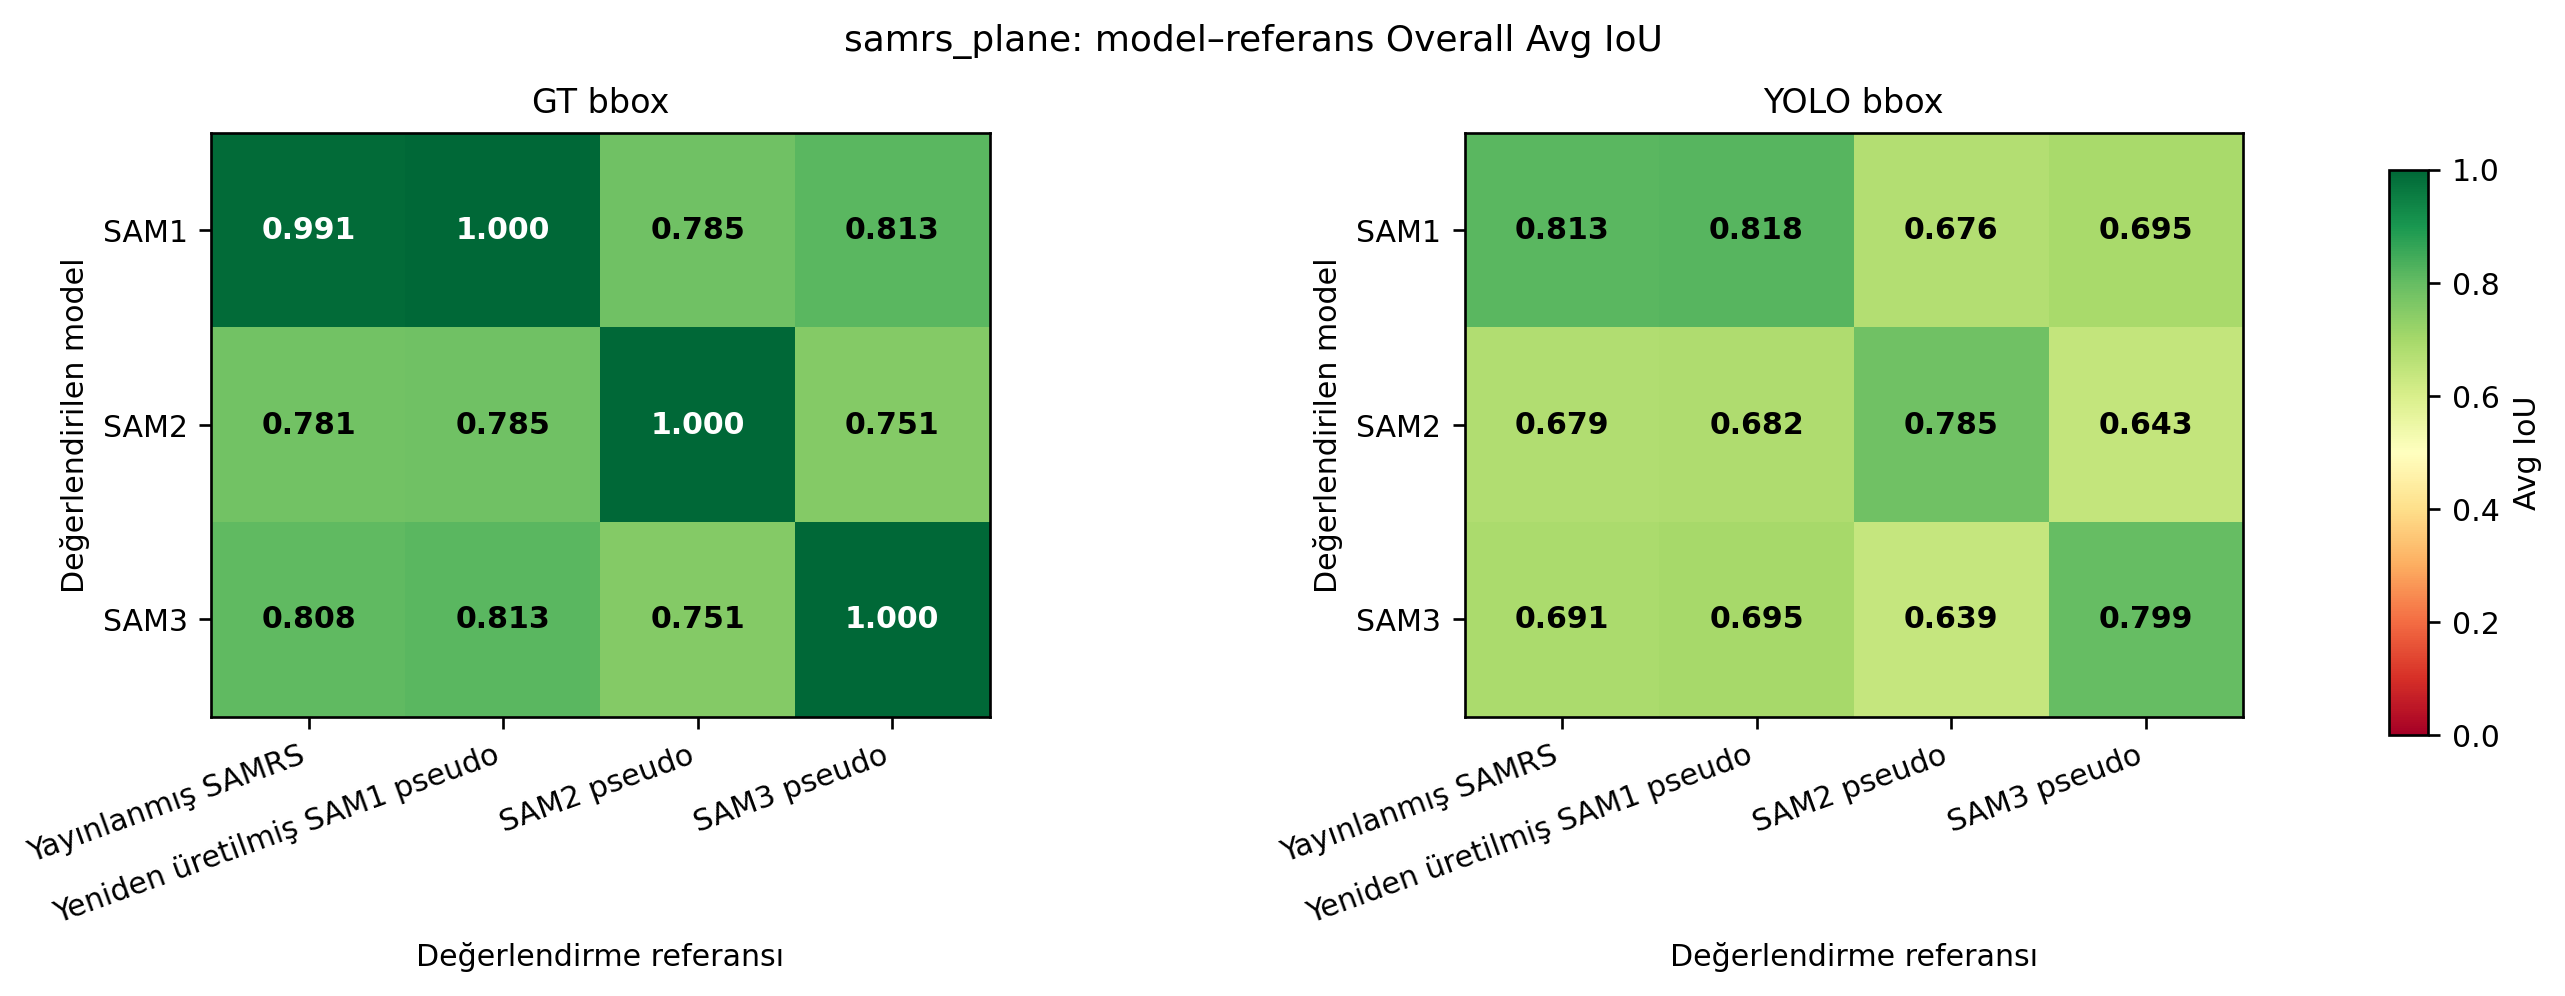 samrs_plane: model–referans Overall Avg IoU
GT bbox
Değerlendirilen model
SAM1
0.991 1.000 0.785 0.813
SAM2
0.781 0.785 1.000 0.751
SAM3
0.808 0.813 0.751 1.000
Yayınlanmış SAMRS
Yeniden üretilmiş SAM1 pseudo
SAM2 pseudo
SAM3 pseudo
Değerlendirme referansı
YOLO bbox
Değerlendirilen model
SAM1
0.813 0.818 0.676 0.695
SAM2
0.679 0.682 0.785 0.643
SAM3
0.691 0.695 0.639 0.799
Yayınlanmış SAMRS
Yeniden üretilmiş SAM1 pseudo
SAM2 pseudo
SAM3 pseudo
Değerlendirme referansı
1.0
0.8
0.6
0.4
0.2
0.0
Avg IoU